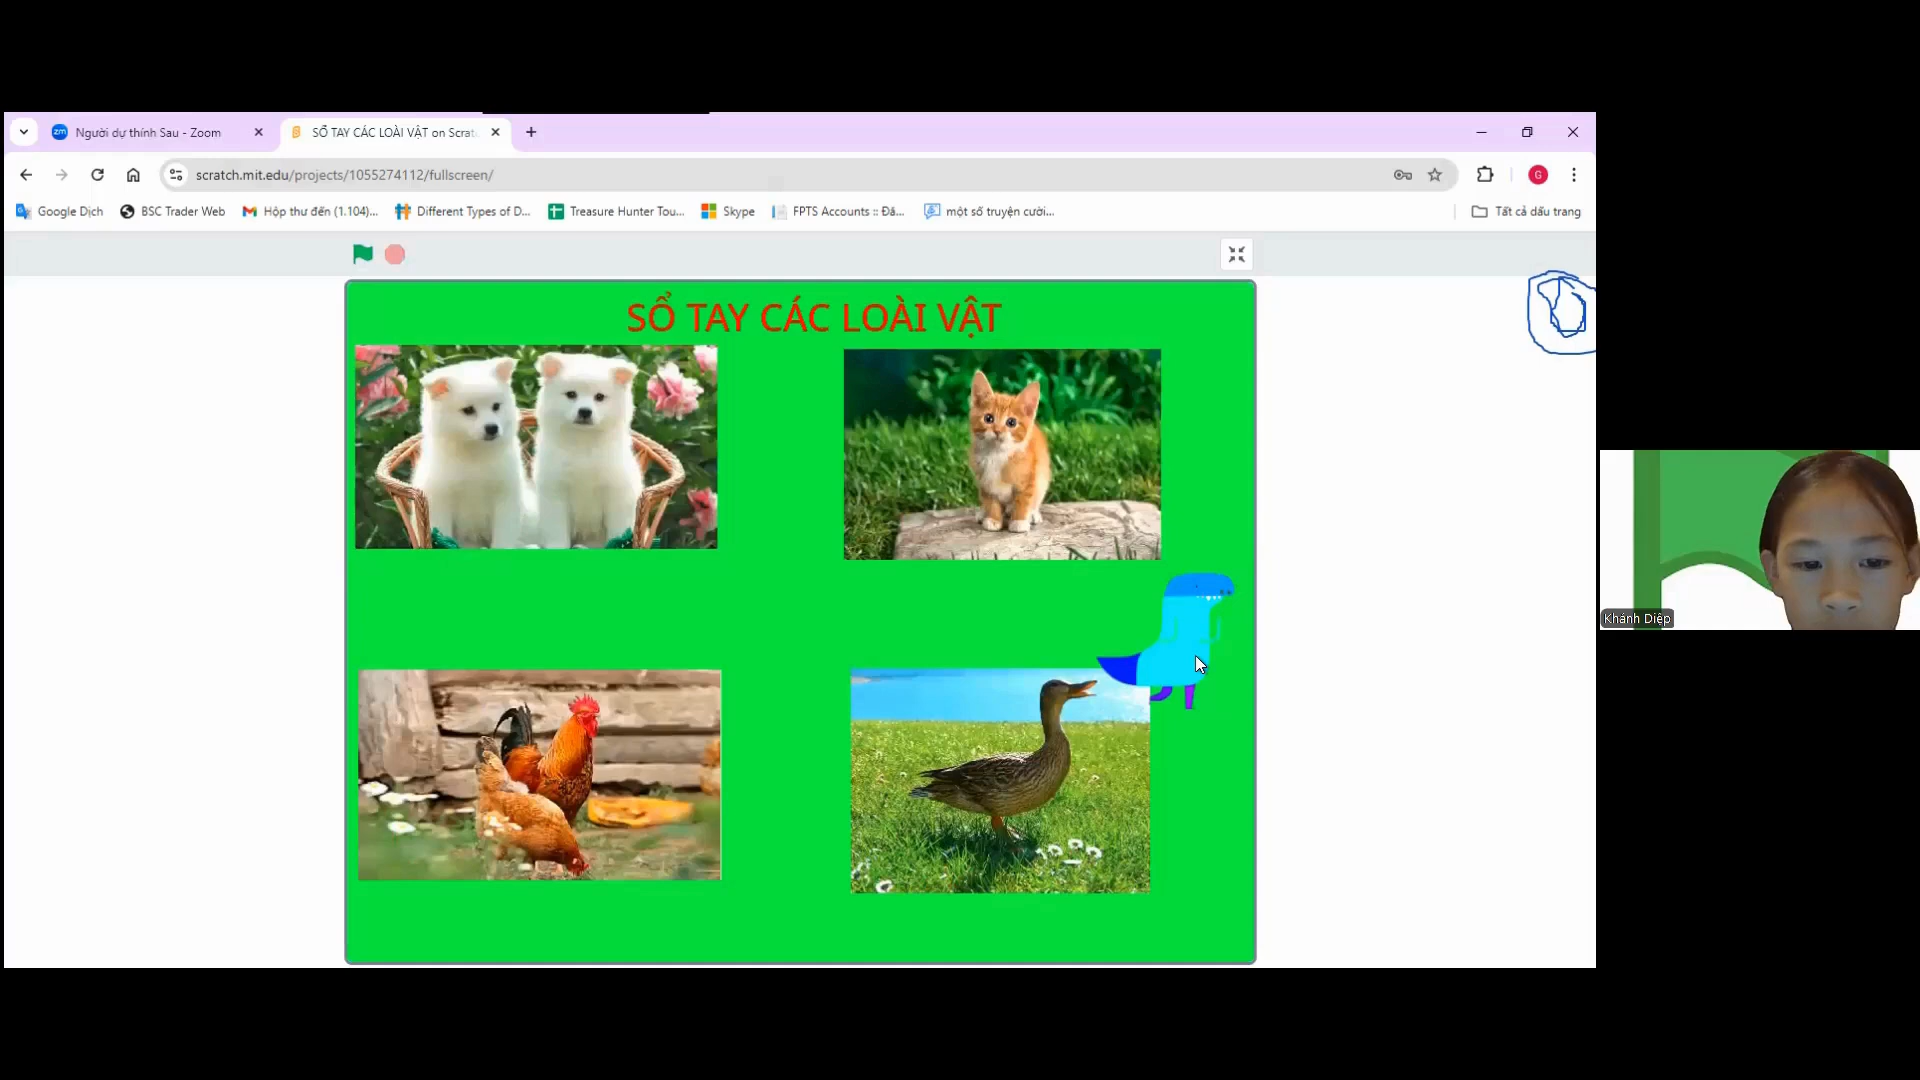 Người dự thính Sau - Zoom
SỔ TAY CÁC LOÀI VẬT on Scrat
scratch.mit.edu/projects/1055274112/fullscreen/
G
Google Dịch
BSC Trader Web
Hộp thư đến (1.104)...
Different Types of D...
Treasure Hunter Tou...
Skype
FPTS Accounts :: Đă...
một số truyện cười...
Tất cả dấu trang
SỔ TAY CÁC LOÀI VẬT
Khánh Diệp